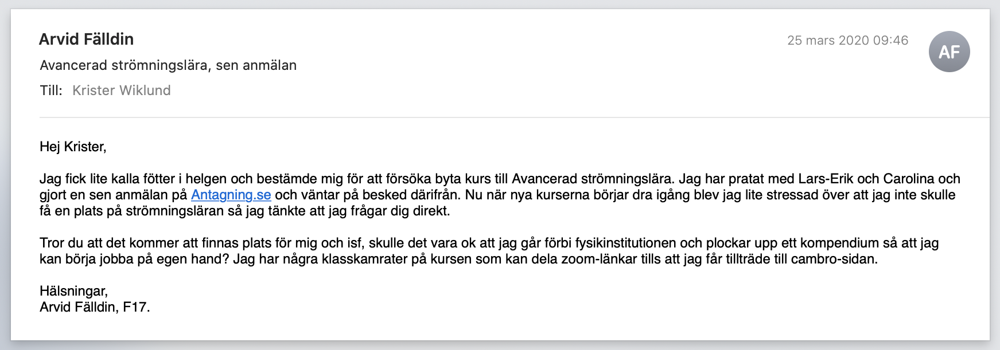 Arvid Fälldin
25 mars 2020 09:46
AF
Avancerad strömningslära, sen anmälan
Till: Krister Wiklund
Hej Krister,
Jag fick lite kalla fötter i helgen och bestämde mig för att försöka byta kurs till Avancerad strömningslära. Jag har pratat med Lars-Erik och Carolina och
gjort en sen anmälan på Antagning.se och väntar på besked därifrån. Nu när nya kurserna börjar dra igång blev jag lite stressad över att jag inte skulle
få en plats på strömningsläran så jag tänkte att jag frågar dig direkt.
Tror du att det kommer att finnas plats för mig och isf, skulle det vara ok att jag går förbi fysikinstitutionen och plockar upp ett kompendium så att jag
kan börja jobba på egen hand? Jag har några klasskamrater på kursen som kan dela zoom-länkar tills att jag får tillträde till cambro-sidan.
Hälsningar,
Arvid Fälldin, F17.